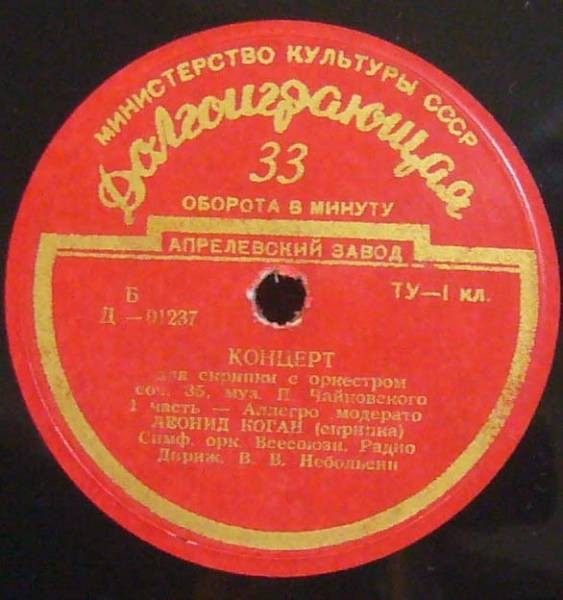 МИНИСТЕРСТВО КУЛЬТУРЫ СССР
Долгоиграющая
33
ОБОРОТА В МИНУТУ
АПРЕЛЕВСКИЙ ЗАВОД
Б
Д—01237
ТУ—1 кл.
КОНЦЕРТ
для скрипки с оркестром
соч. 35, муз. П. Чайковского
1 часть — Аллегро модерато
ЛЕОНИД КОГАН (скрипка)
Симф. орк. Всесоюзн. Радио
Дириж. В. В. Небольсин